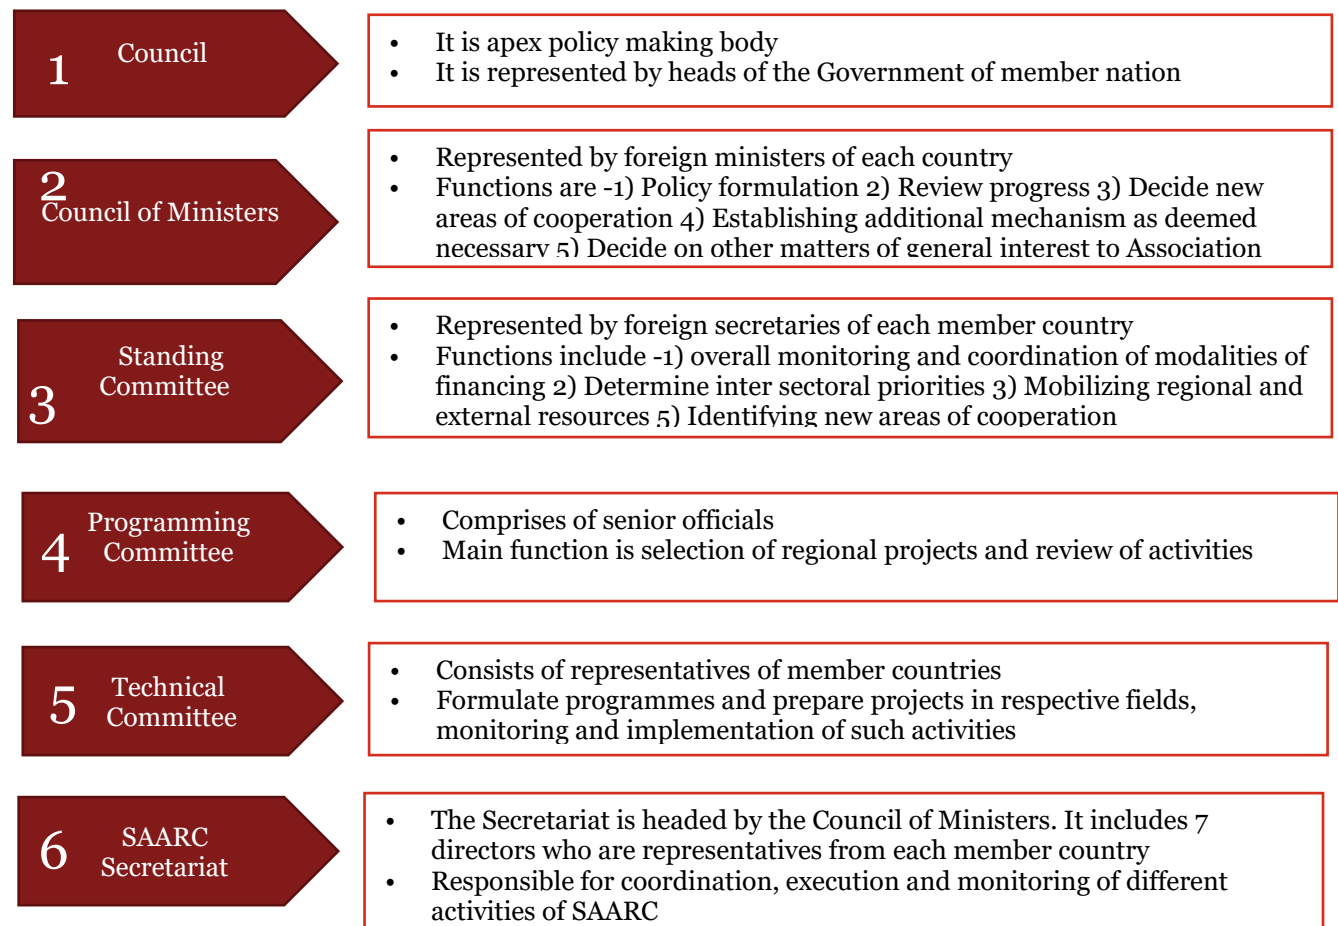 1
Council
• It is apex policy making body
• It is represented by heads of the Government of member nation
2
Council of Ministers
• Represented by foreign ministers of each country
• Functions are -1) Policy formulation 2) Review progress 3) Decide new
areas of cooperation 4) Establishing additional mechanism as deemed
necessary 5) Decide on other matters of general interest to Association
3
Standing
Committee
• Represented by foreign secretaries of each member country
• Functions include -1) overall monitoring and coordination of modalities of
financing 2) Determine inter sectoral priorities 3) Mobilizing regional and
external resources 5) Identifying new areas of cooperation
4
Programming
Committee
• Comprises of senior officials
• Main function is selection of regional projects and review of activities
5
Technical
Committee
• Consists of representatives of member countries
• Formulate programmes and prepare projects in respective fields,
monitoring and implementation of such activities
6
SAARC
Secretariat
• The Secretariat is headed by the Council of Ministers. It includes 7
directors who are representatives from each member country
• Responsible for coordination, execution and monitoring of different
activities of SAARC